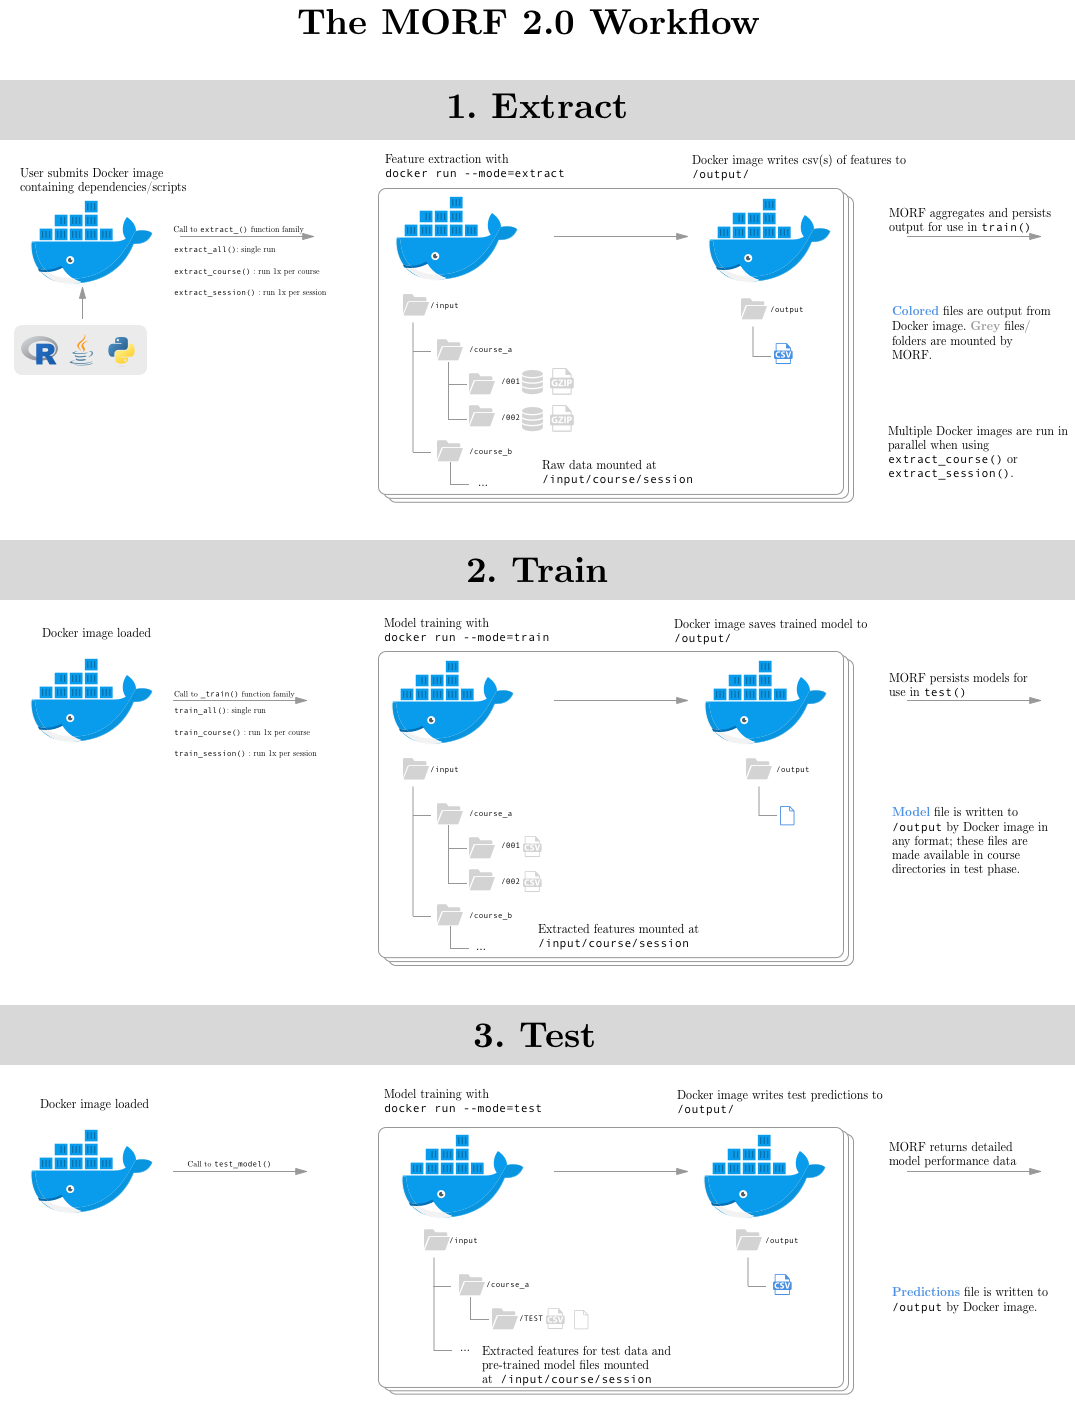 The MORF 2.0 Workflow
1. Extract
User submits Docker image
containing dependencies/scripts
Call to extract_() function family
extract_all(): single run
extract_course() : run 1x per course
extract_session() : run 1x per session
R
Java
Feature extraction with
docker run --mode=extract
/input
/course_a
/001
GZIP
/002
GZIP
/course_b
...
Raw data mounted at
/input/course/session
Docker image writes csv(s) of features to
/output/
/output
CSV
MORF aggregates and persists
output for use in train()
Colored files are output from
Docker image. Grey files/
folders are mounted by
MORF.
Multiple Docker images are run in
parallel when using
extract_course() or
extract_session().
2. Train
Docker image loaded
Call to _train() function family
train_all(): single run
train_course() : run 1x per course
train_session() : run 1x per session
Model training with
docker run --mode=train
/input
/course_a
/001
CSV
/002
CSV
/course_b
...
Extracted features mounted at
/input/course/session
Docker image saves trained model to
/output/
/output
MORF persists models for
use in test()
Model file is written to
/output by Docker image in
any format; these files are
made available in course
directories in test phase.
3. Test
Docker image loaded
Call to test_model()
Model training with
docker run --mode=test
/input
/course_a
/TEST
CSV
...
Extracted features for test data and
pre-trained model files mounted
at /input/course/session
Docker image writes test predictions to
/output/
/output
CSV
MORF returns detailed
model performance data
Predictions file is written to
/output by Docker image.